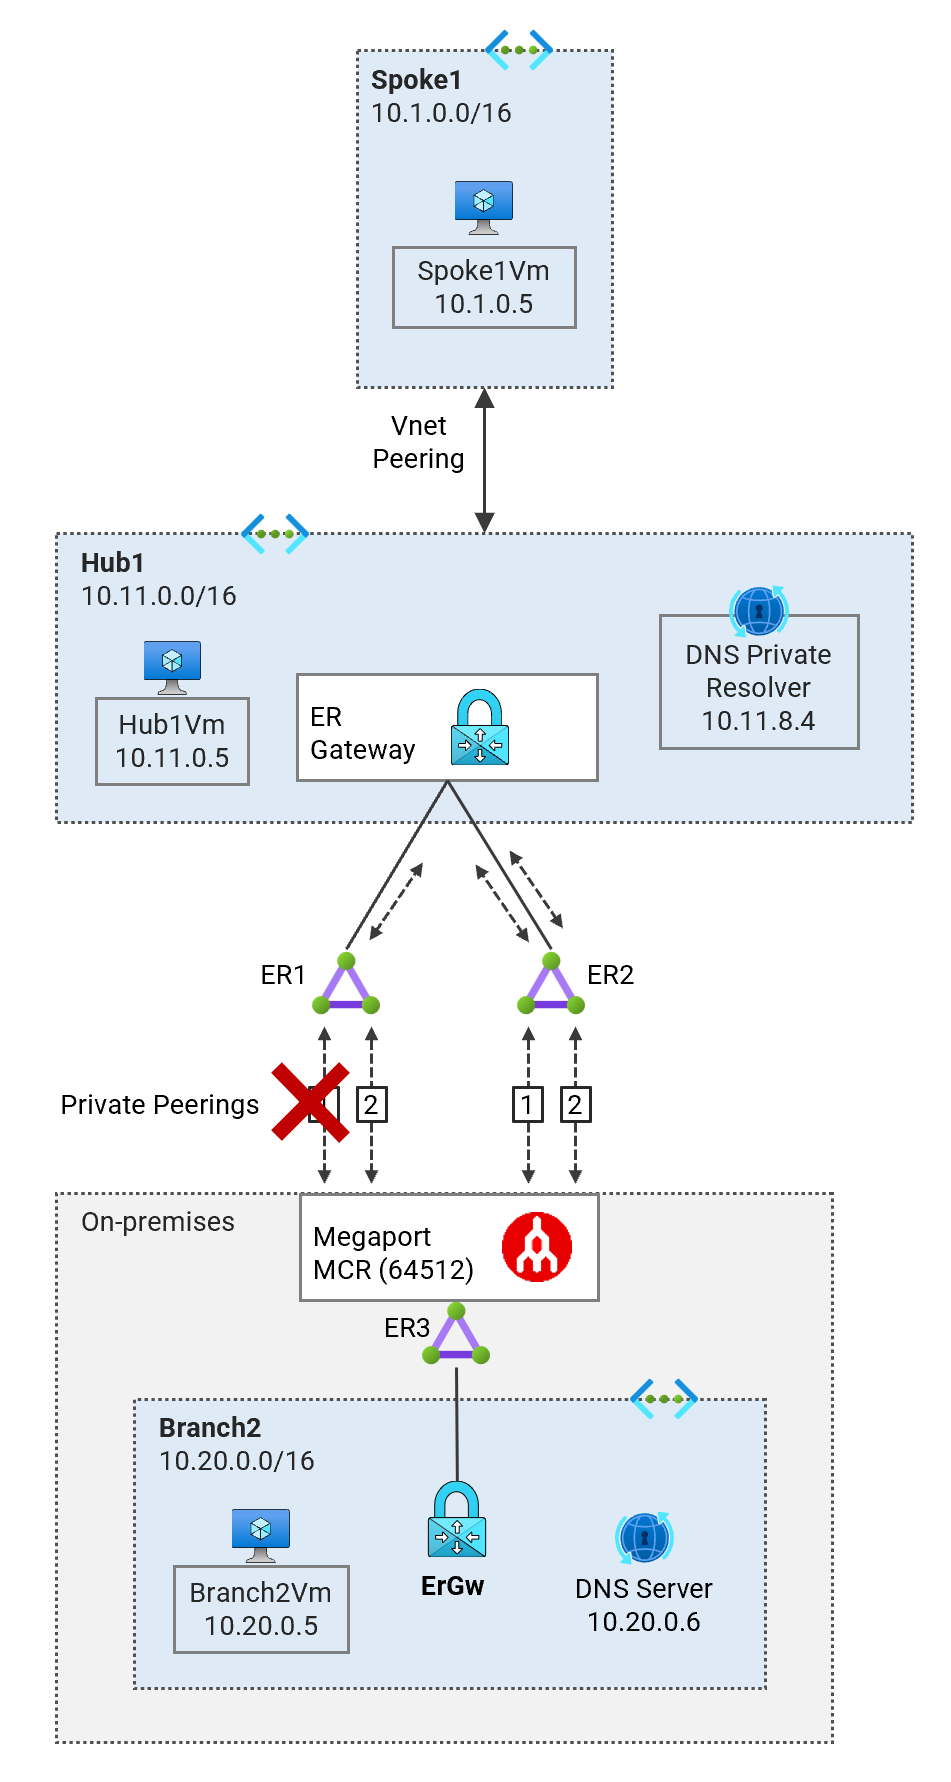 Spoke1
10.1.0.0/16
Spoke1Vm
10.1.0.5
Vnet
Peering
Hub1
10.11.0.0/16
Hub1Vm
10.11.0.5
ER
Gateway
DNS Private
Resolver
10.11.8.4
ER1
ER2
Private Peerings
2
1
2
On-premises
Megaport
MCR (64512)
ER3
Branch2
10.20.0.0/16
Branch2Vm
10.20.0.5
ErGw
DNS Server
10.20.0.6